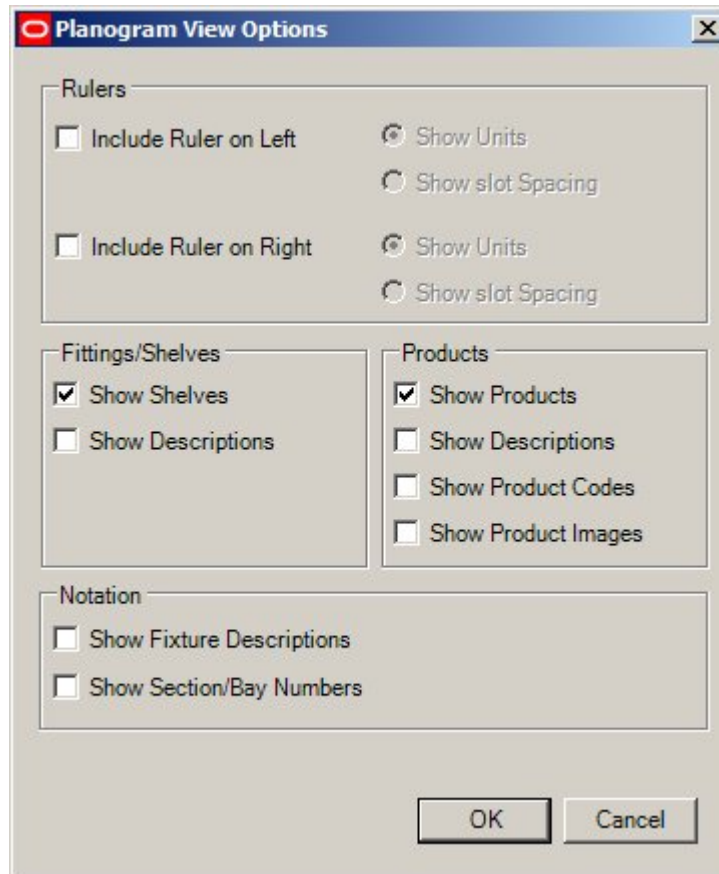 Planogram View Options
Rulers
Include Ruler on Left
Show Units
Show slot Spacing
Include Ruler on Right
Show Units
Show slot Spacing
Fittings/Shelves
Show Shelves
Show Descriptions
Products
Show Products
Show Descriptions
Show Product Codes
Show Product Images
Notation
Show Fixture Descriptions
Show Section/Bay Numbers
OK
Cancel